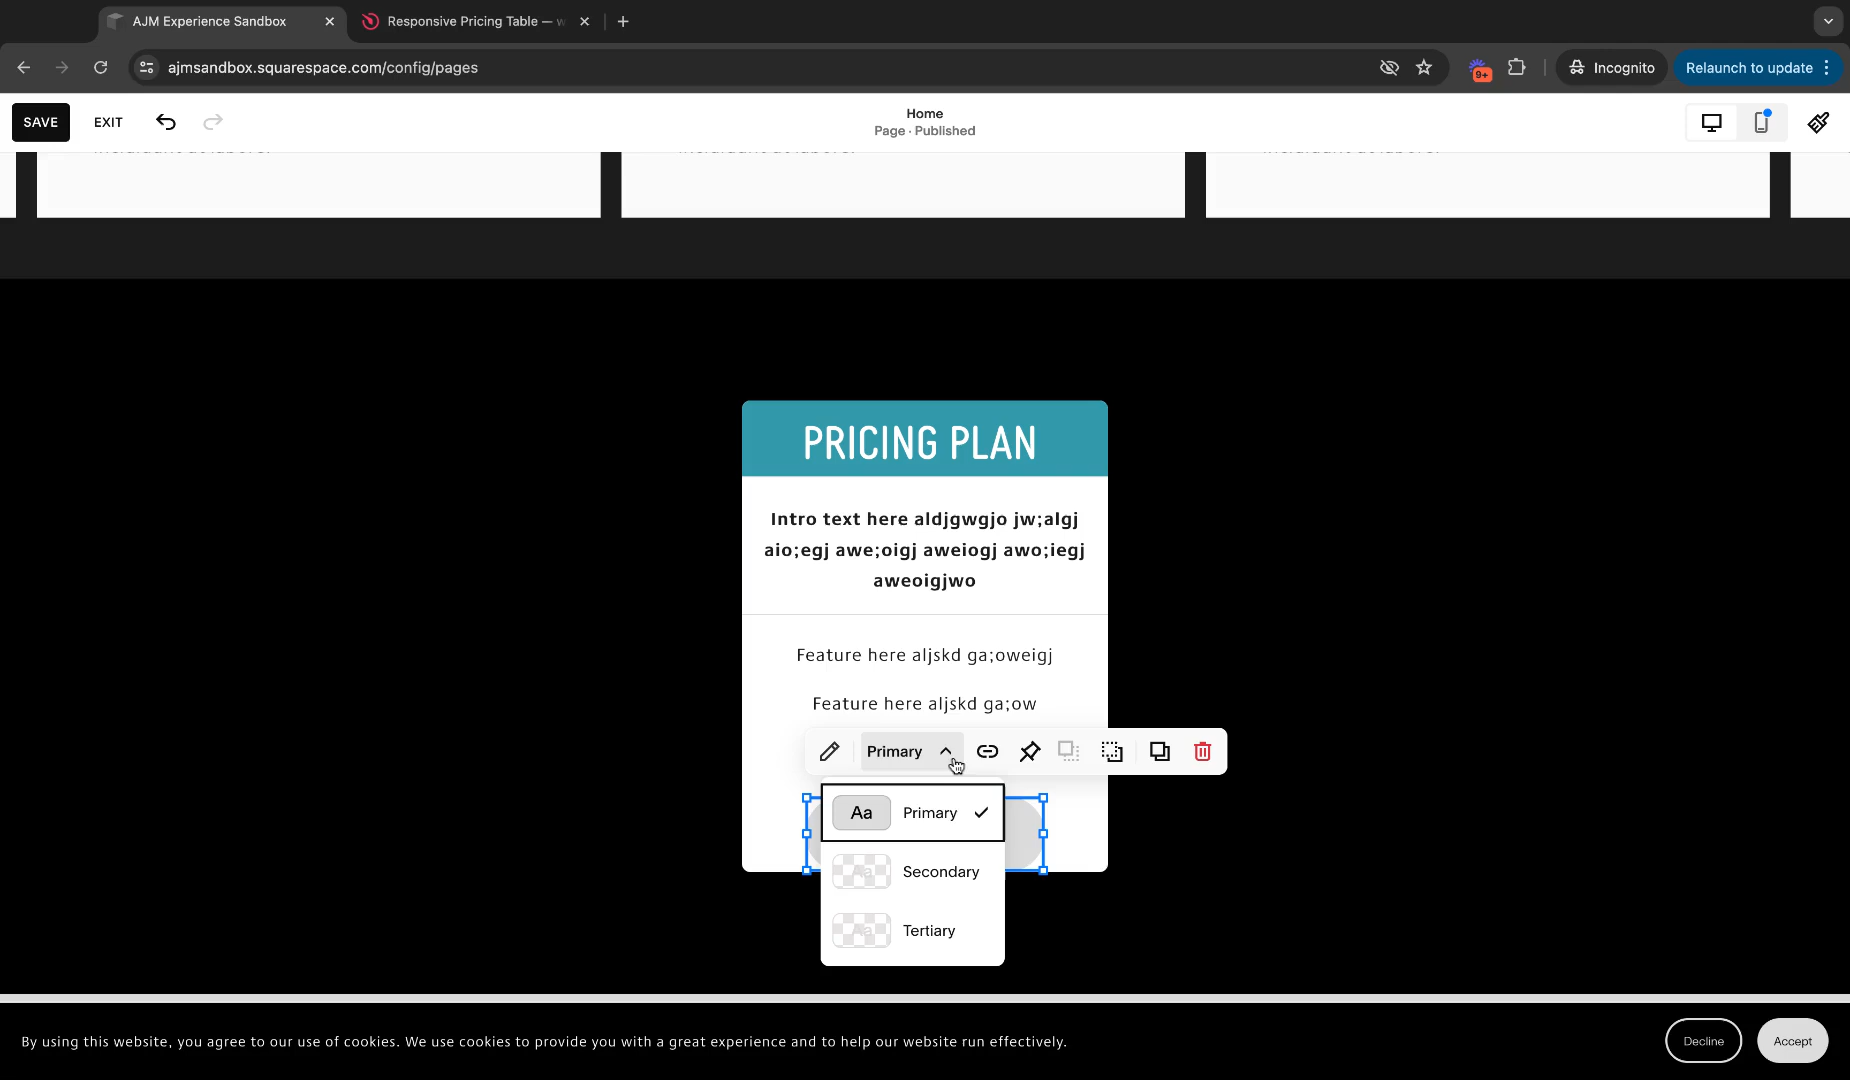 AJM Experience Sandbox
Responsive Pricing Table — w
ajmsandbox.squarespace.com/config/pages
9+
Incognito
Relaunch to update
SAVE
EXIT
Home
Page · Published
PRICING PLAN
Intro text here aldjgwgjo jw;algj
aio;egj awe;oigj aweiogj awo;iegj
aweoigjwo
Feature here aljskd ga;oweigj
Feature here aljskd ga;ow
Primary
Aa Primary
Aa Secondary
Aa Tertiary
By using this website, you agree to our use of cookies. We use cookies to provide you with a great experience and to help our website run effectively.
Decline
Accept